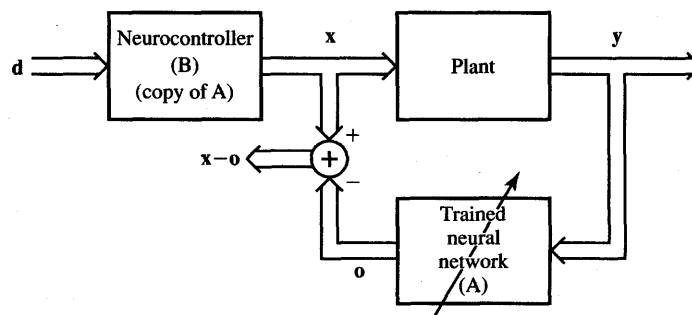 Neurocontroller
(B)
(copy of A)
d
x
Plant
y
+
+
x–o
–
Trained
neural
network
(A)
o